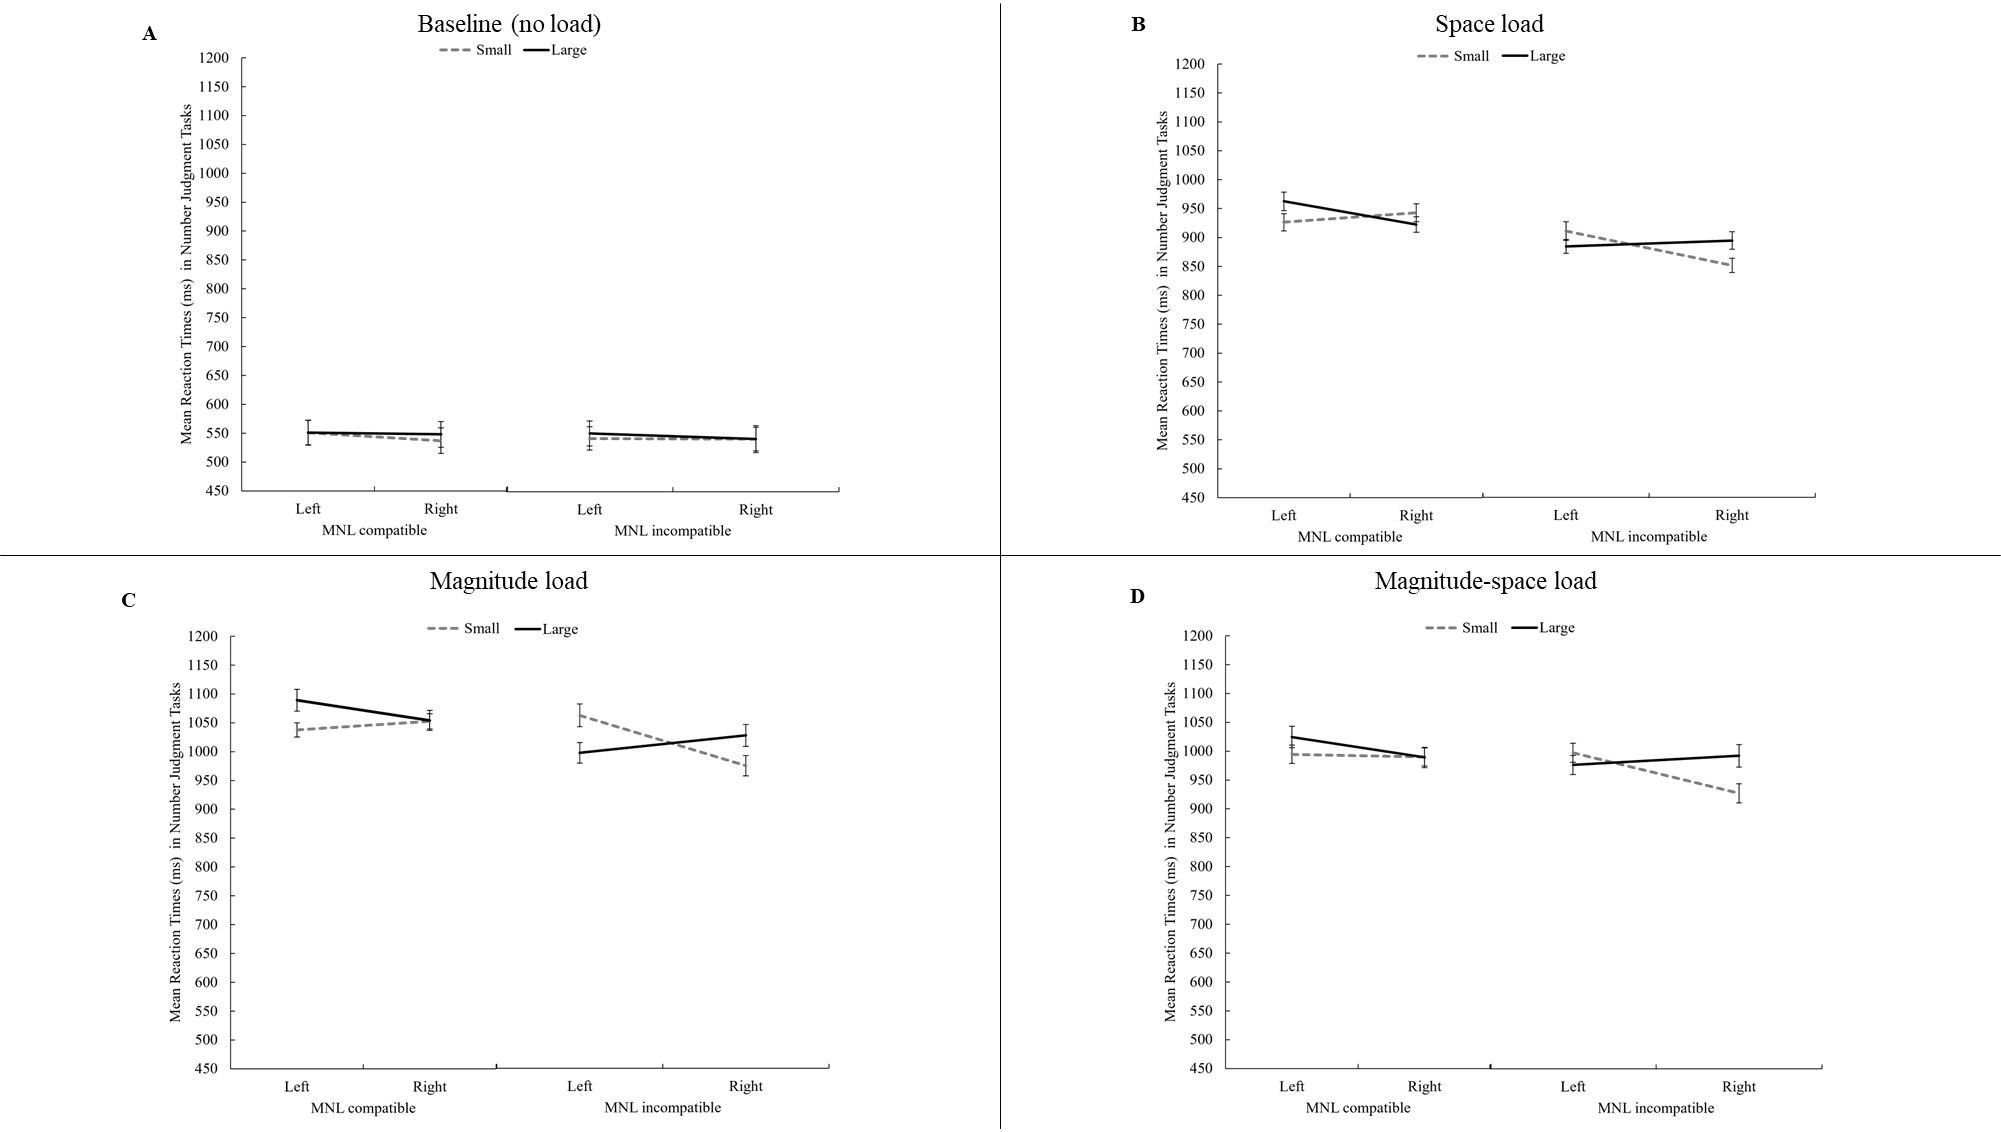 A
Baseline (no load)
Small Large
Mean Reaction Times (ms) in Number Judgment Tasks
1200
1150
1100
1050
1000
950
900
850
800
750
700
650
600
550
500
450
Left Right Left Right
MNL compatible MNL incompatible
B
Space load
Small Large
Mean Reaction Times (ms) in Number Judgment Tasks
1200
1150
1100
1050
1000
950
900
850
800
750
700
650
600
550
500
450
Left Right Left Right
MNL compatible MNL incompatible
C
Magnitude load
Small Large
Mean Reaction Times (ms) in Number Judgment Tasks
1200
1150
1100
1050
1000
950
900
850
800
750
700
650
600
550
500
450
Left Right Left Right
MNL compatible MNL incompatible
D
Magnitude-space load
Small Large
Mean Reaction Times (ms) in Number Judgment Tasks
1200
1150
1100
1050
1000
950
900
850
800
750
700
650
600
550
500
450
Left Right Left Right
MNL compatible MNL incompatible